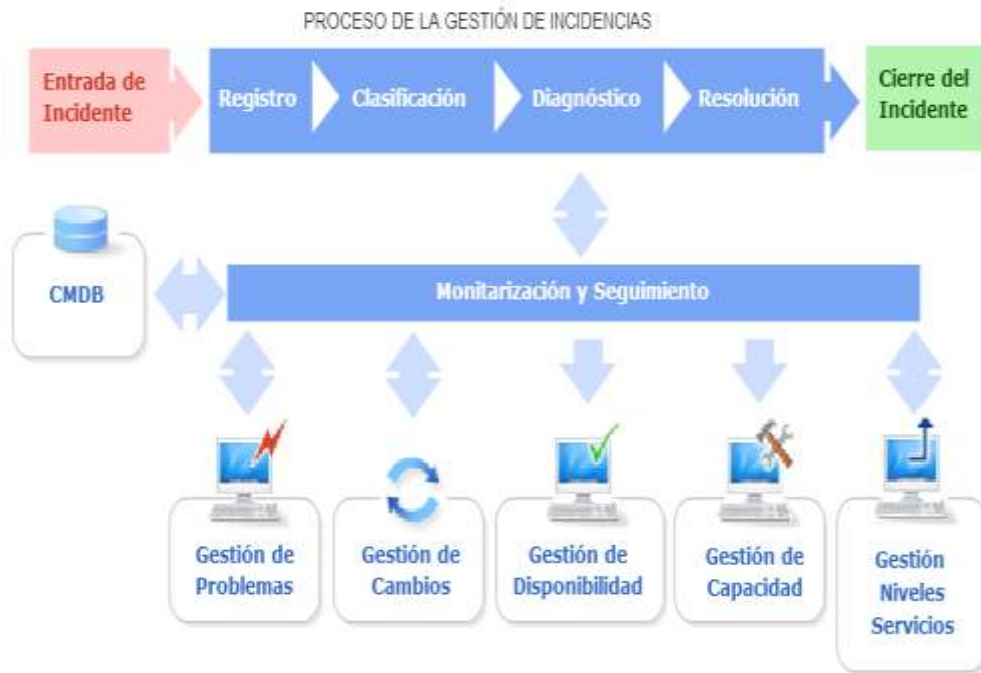 PROCESO DE LA GESTIÓN DE INCIDENCIAS
Entrada de
Incidente
Registro
Clasificación
Diagnóstico
Resolución
Cierre del
Incidente
CMDB
Monitarización y Seguimiento
Gestión de
Problemas
Gestión de
Cambios
Gestión de
Disponibilidad
Gestión de
Capacidad
Gestión
Niveles
Servicios